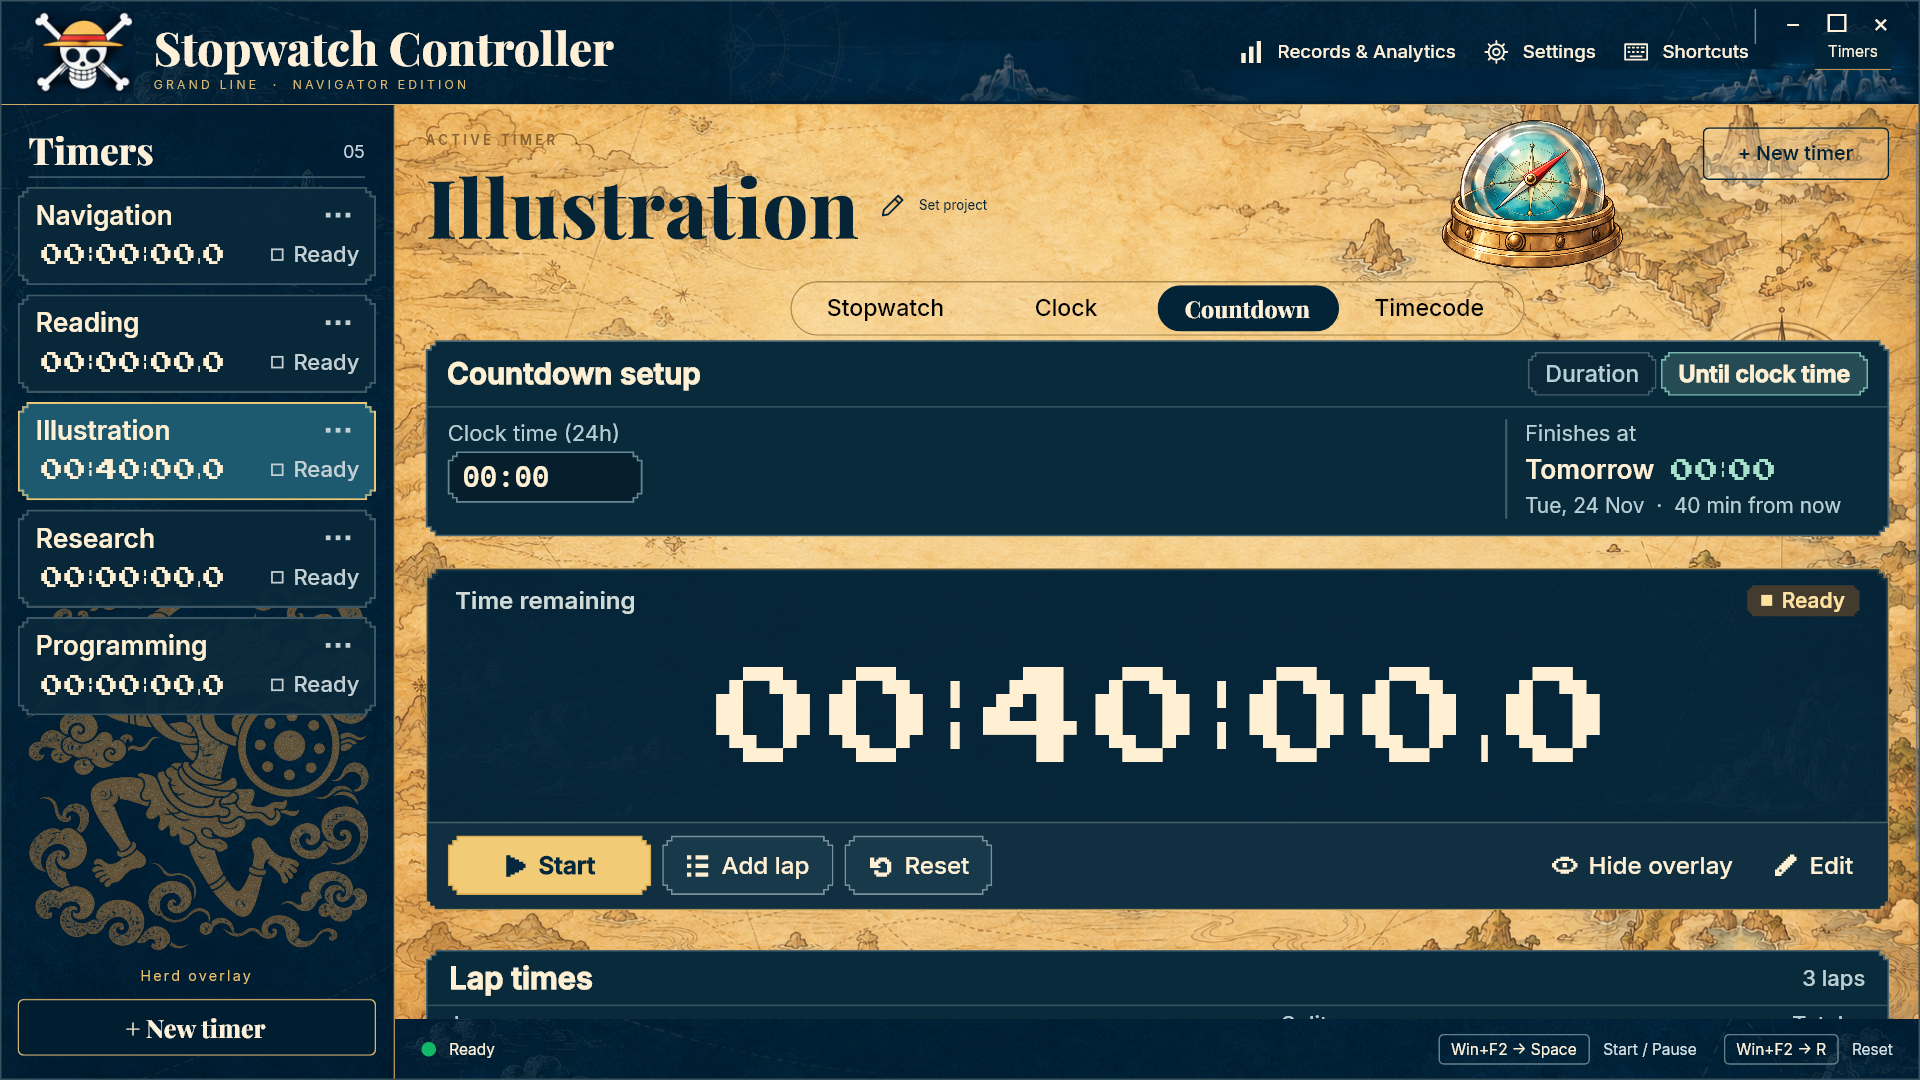 Stopwatch Controller
GRAND LINE · NAVIGATOR EDITION
Records & Analytics
Settings
Shortcuts
Timers
Timers
05
Navigation
00:00:00.0
Ready
Reading
00:00:00.0
Ready
Illustration
00:40:00.0
Ready
Research
00:00:00.0
Ready
Programming
00:00:00.0
Ready
Herd overlay
+ New timer
ACTIVE TIMER
Illustration
Set project
+ New timer
Stopwatch
Clock
Countdown
Timecode
Countdown setup
Duration
Until clock time
Clock time (24h)
00:00
Finishes at
Tomorrow 00:00
Tue, 24 Nov · 40 min from now
Time remaining
Ready
00:40:00.0
Start
Add lap
Reset
Hide overlay
Edit
Lap times
3 laps
Ready
Win+F2 → Space
Start / Pause
Win+F2 → R
Reset